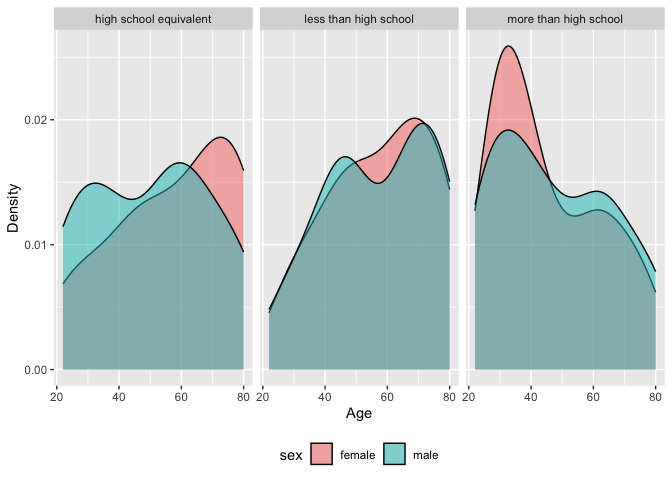 high school equivalent less than high school more than high school
0.02
0.01
0.00
20 40 60 80 20 40 60 80 20 40 60 80
Age
Density
sex female male